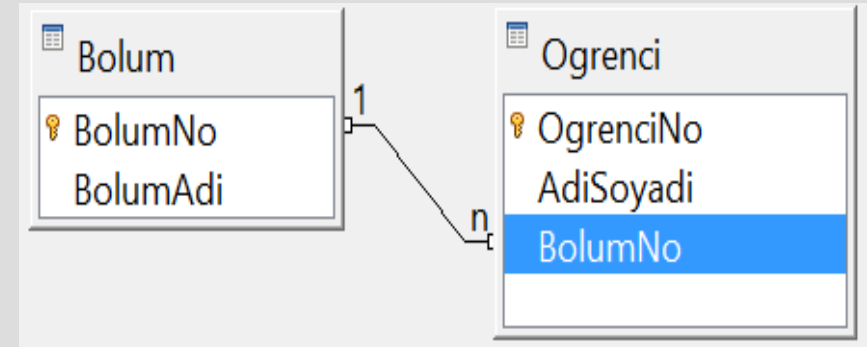 Bolum
BolumNo
BolumAdi
1
n
Ogrenci
OgrenciNo
AdiSoyadi
BolumNo